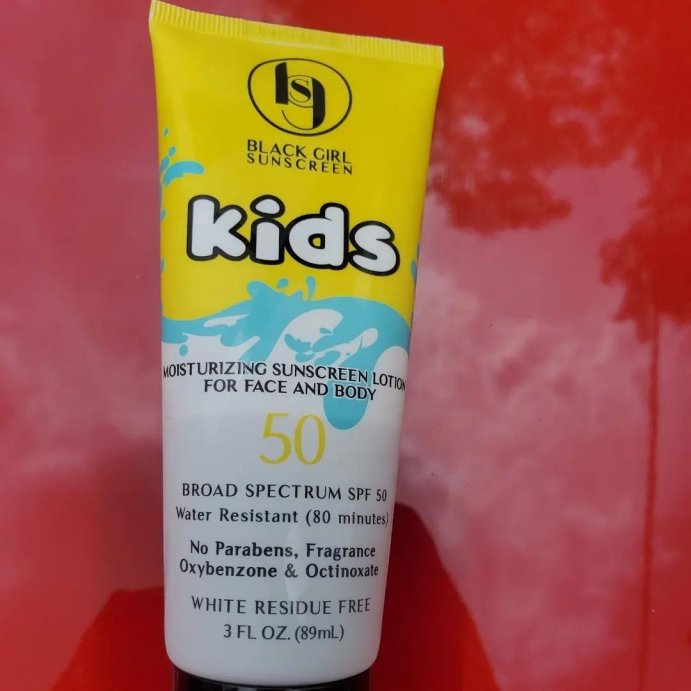 bsg
BLACK GIRL
SUNSCREEN
Kids
MOISTURIZING SUNSCREEN LOTION
FOR FACE AND BODY
50
BROAD SPECTRUM SPF 50
Water Resistant (80 minutes)
No Parabens, Fragrance
Oxybenzone & Octinoxate
WHITE RESIDUE FREE
3 FL OZ. (89mL)